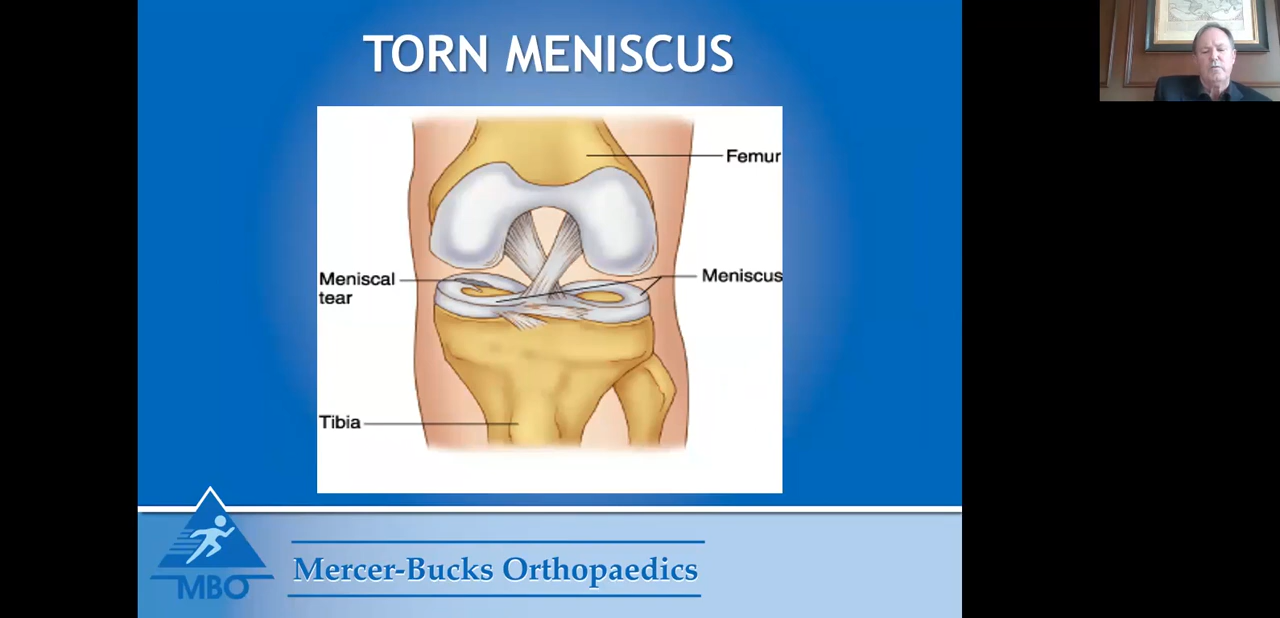 TORN MENISCUS
Femur
Meniscal
tear
Meniscus
Tibia
MBO
Mercer-Bucks Orthopaedics